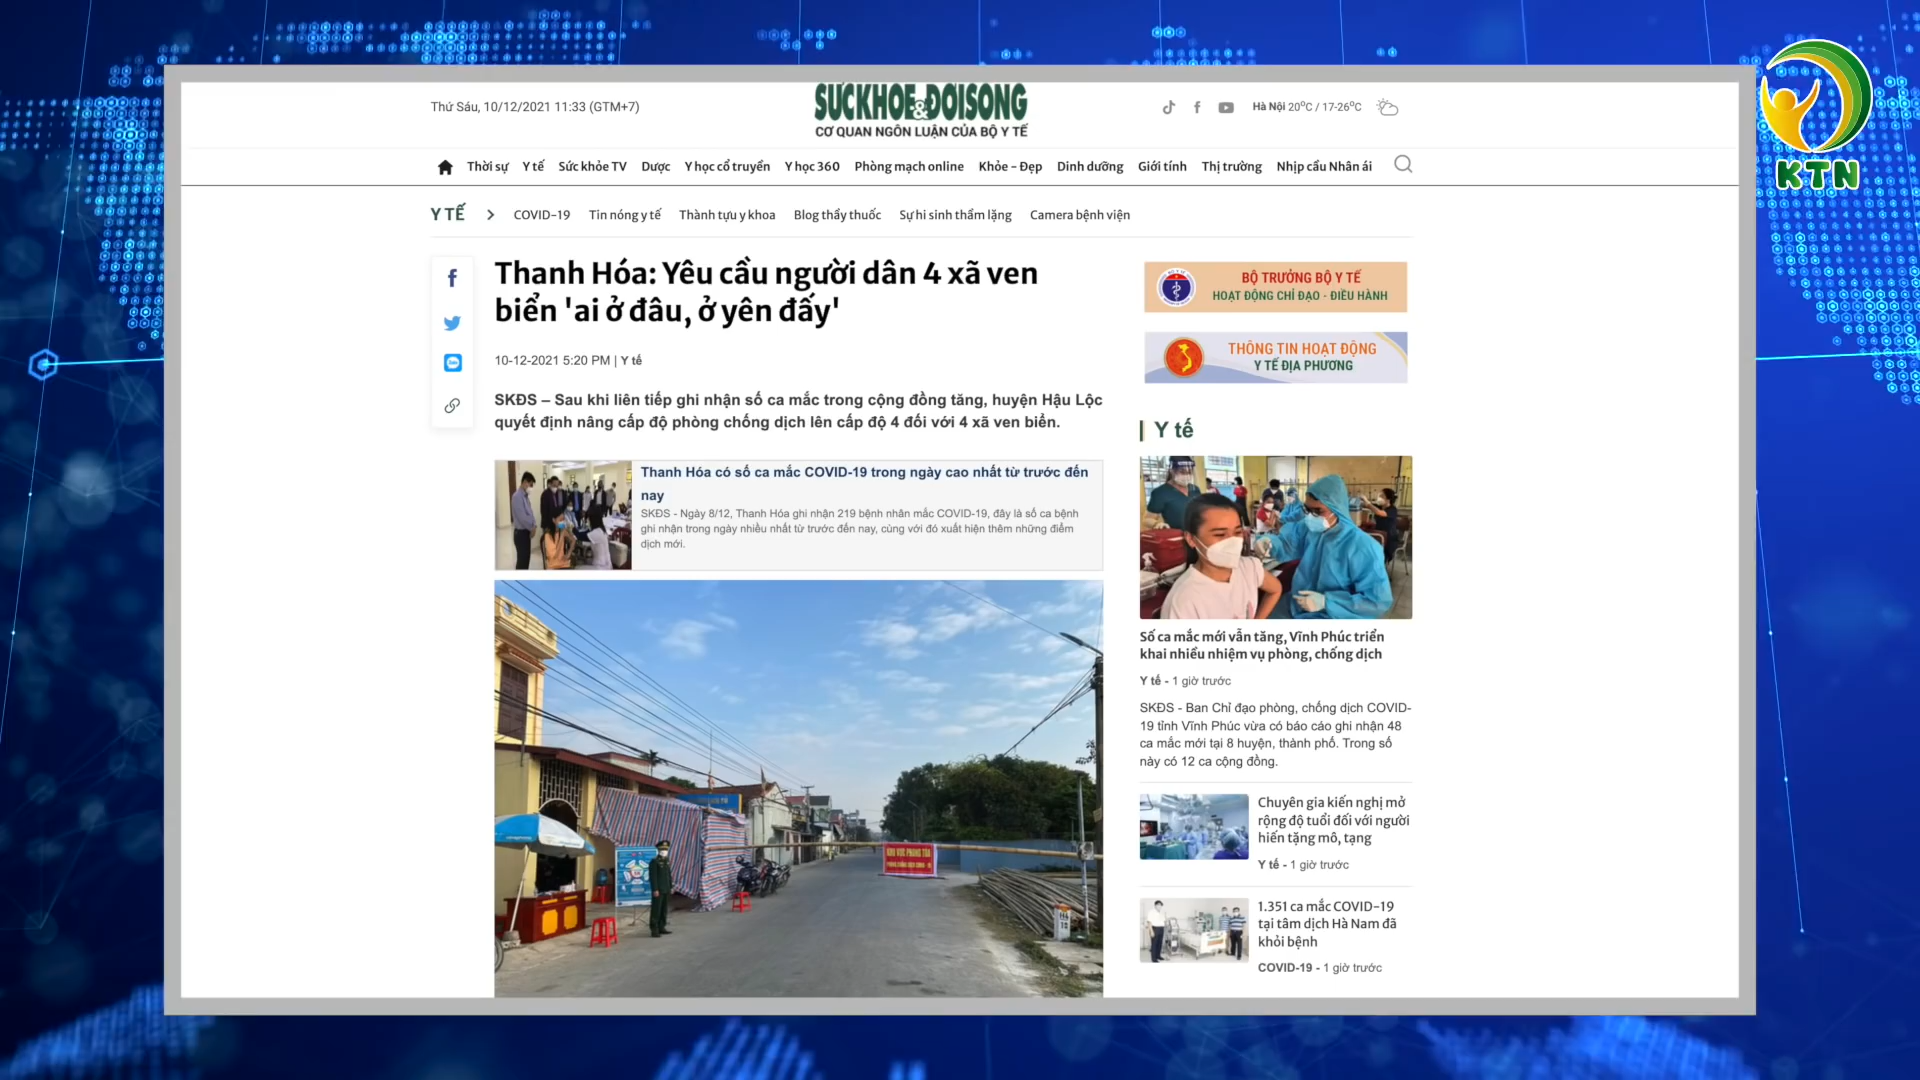 KTN
Thứ Sáu, 10/12/2021 11:33 (GTM+7)
SUCKHOE&DOISONG
CƠ QUAN NGÔN LUẬN CỦA BỘ Y TẾ
Hà Nội 20°C / 17-26°C
Thời sự Y tế Sức khỏe TV Dược Y học cổ truyền Y học 360 Phòng mạch online Khỏe - Đẹp Dinh dưỡng Giới tính Thị trường Nhịp cầu Nhân ái
Y TẾ COVID-19 Tin nóng y tế Thành tựu y khoa Blog thầy thuốc Sự hi sinh thầm lặng Camera bệnh viện
Thanh Hóa: Yêu cầu người dân 4 xã ven
biển 'ai ở đâu, ở yên đấy'
10-12-2021 5:20 PM | Y tế
SKĐS – Sau khi liên tiếp ghi nhận số ca mắc trong cộng đồng tăng, huyện Hậu Lộc
quyết định nâng cấp độ phòng chống dịch lên cấp độ 4 đối với 4 xã ven biển.
Thanh Hóa có số ca mắc COVID-19 trong ngày cao nhất từ trước đến
nay
SKĐS - Ngày 8/12, Thanh Hóa ghi nhận 219 bệnh nhân mắc COVID-19, đây là số ca bệnh
ghi nhận trong ngày nhiều nhất từ trước đến nay, cùng với đó xuất hiện thêm những điểm
dịch mới.
KHU VỰC PHONG TỎA
BỘ TRƯỞNG BỘ Y TẾ
HOẠT ĐỘNG CHỈ ĐẠO - ĐIỀU HÀNH
THÔNG TIN HOẠT ĐỘNG
Y TẾ ĐỊA PHƯƠNG
Y tế
Số ca mắc mới vẫn tăng, Vĩnh Phúc triển
khai nhiều nhiệm vụ phòng, chống dịch
Y tế - 1 giờ trước
SKĐS - Ban Chỉ đạo phòng, chống dịch COVID-
19 tỉnh Vĩnh Phúc vừa có báo cáo ghi nhận 48
ca mắc mới tại 8 huyện, thành phố. Trong số
này có 12 ca cộng đồng.
Chuyên gia kiến nghị mở
rộng độ tuổi đối với người
hiến tặng mô, tạng
Y tế - 1 giờ trước
1.351 ca mắc COVID-19
tại tâm dịch Hà Nam đã
khỏi bệnh
COVID-19 - 1 giờ trước